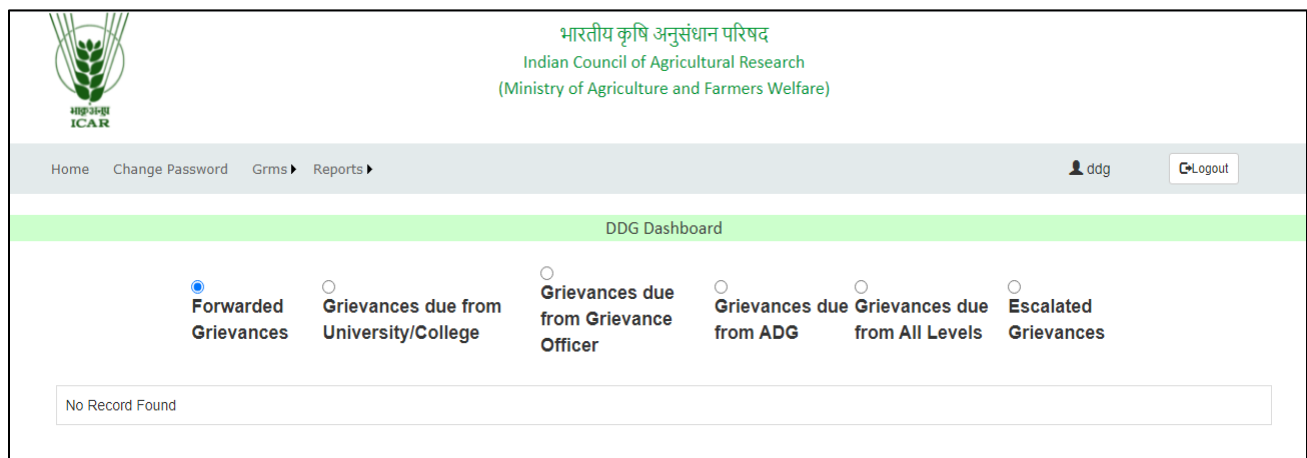 भारतीय कृषि अनुसंधान परिषद
Indian Council of Agricultural Research
(Ministry of Agriculture and Farmers Welfare)
भाकृअनुप
ICAR
Home Change Password Grms Reports ddg Logout
DDG Dashboard
Forwarded
Grievances
Grievances due from
University/College
Grievances due
from Grievance
Officer
Grievances due
from ADG
Grievances due
from All Levels
Escalated
Grievances
No Record Found